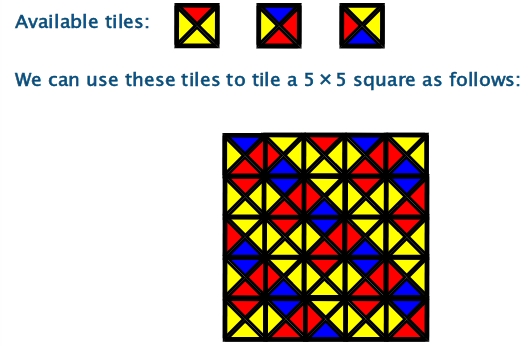 Available tiles:
We can use these tiles to tile a 5 × 5 square as follows: